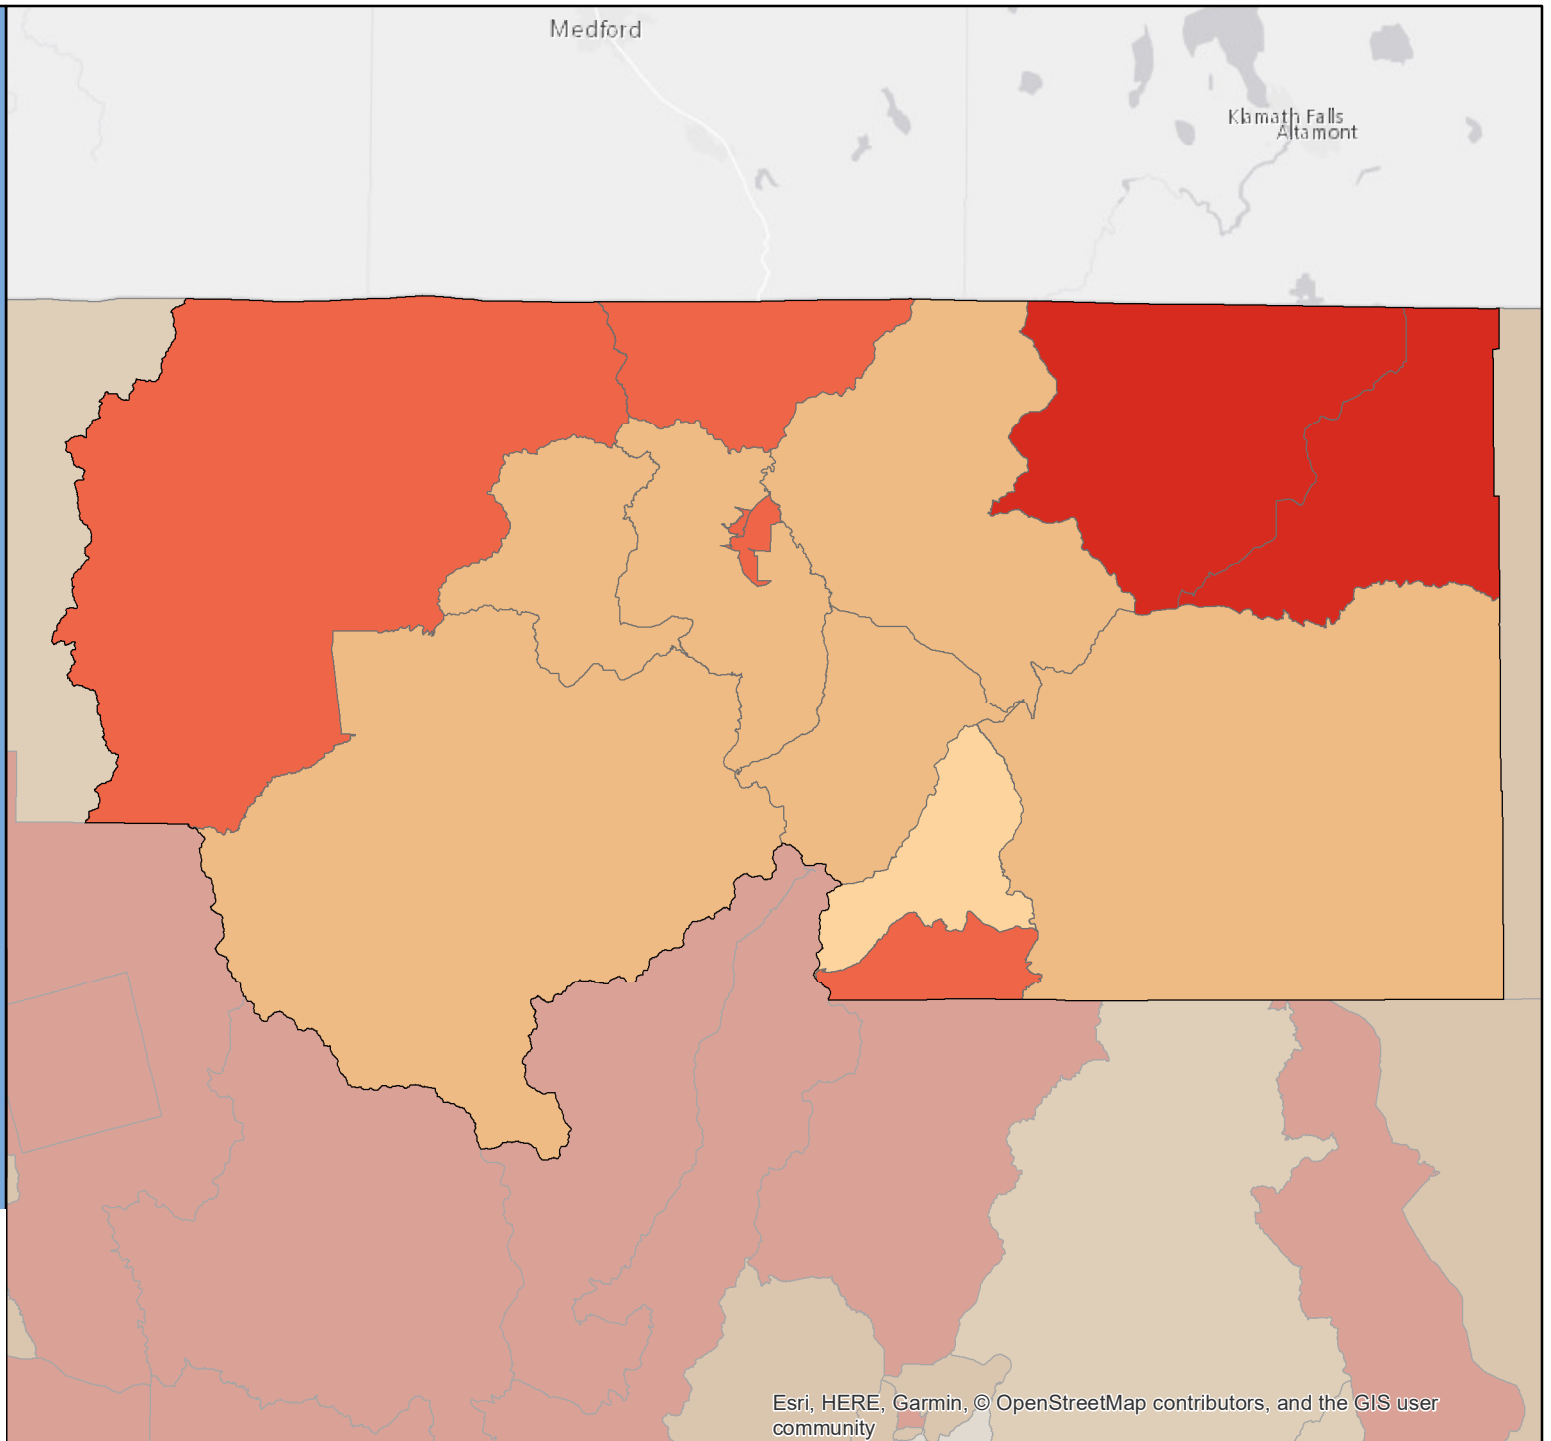 Medford
Klamath Falls
Altamont
Esri, HERE, Garmin, © OpenStreetMap contributors, and the GIS user
community